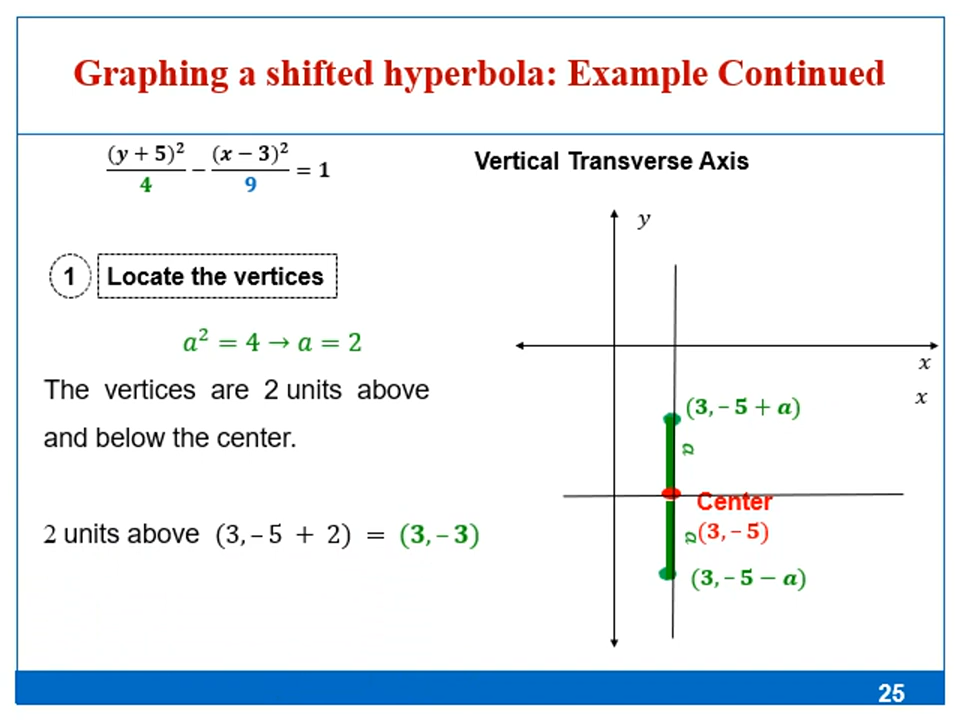 Graphing a shifted hyperbola: Example Continued
(y + 5)²/4 − (x − 3)²/9 = 1
Vertical Transverse Axis
y
1 Locate the vertices
a² = 4 → a = 2
x
The vertices are 2 units above
x
(3, – 5 + a)
and below the center.
a
Center
2 units above (3, – 5 + 2) = (3, – 3)
a
(3, – 5)
(3, – 5 − a)
25